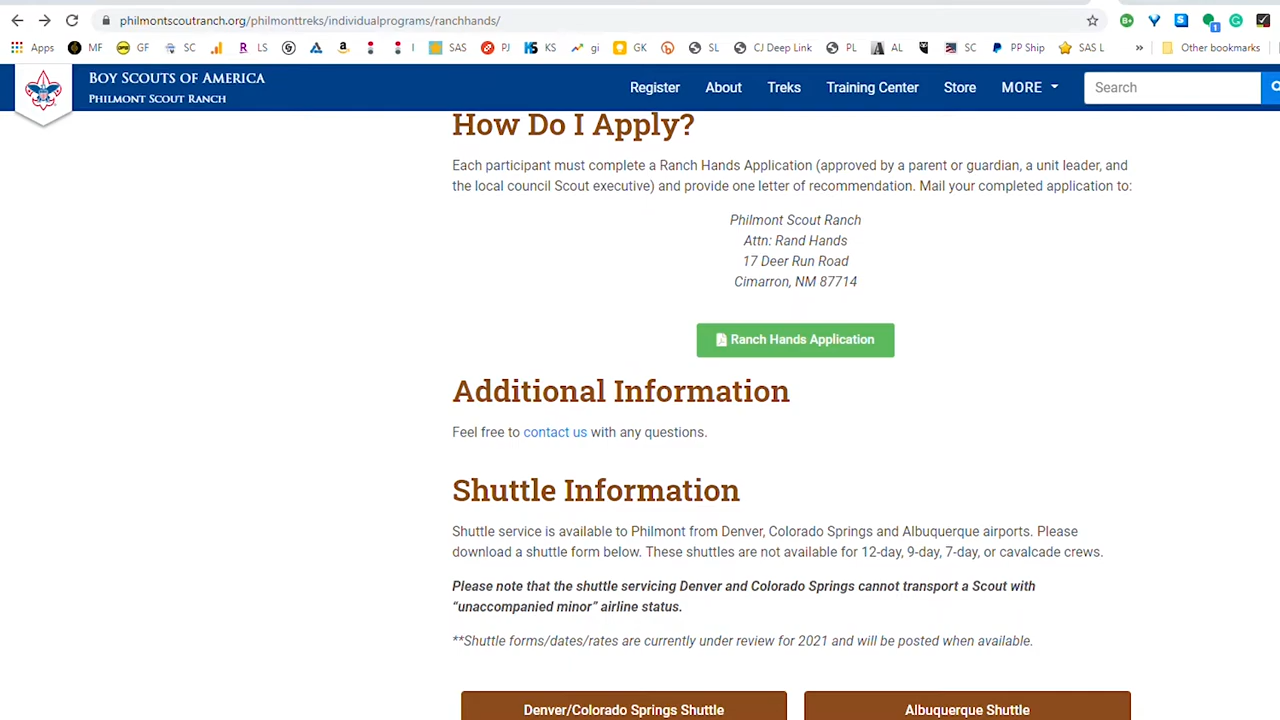 philmontscoutranch.org/philmonttreks/individualprograms/ranchhands/
Apps MF GF SC R LS a I SAS PJ KS KS gi GK SL CJ Deep Link PL AL SC PP Ship SAS L » Other bookmarks
BOY SCOUTS OF AMERICA
PHILMONT SCOUT RANCH
Register About Treks Training Center Store MORE Search
How Do I Apply?
Each participant must complete a Ranch Hands Application (approved by a parent or guardian, a unit leader, and
the local council Scout executive) and provide one letter of recommendation. Mail your completed application to:
Philmont Scout Ranch
Attn: Rand Hands
17 Deer Run Road
Cimarron, NM 87714
Ranch Hands Application
Additional Information
Feel free to contact us with any questions.
Shuttle Information
Shuttle service is available to Philmont from Denver, Colorado Springs and Albuquerque airports. Please
download a shuttle form below. These shuttles are not available for 12-day, 9-day, 7-day, or cavalcade crews.
Please note that the shuttle servicing Denver and Colorado Springs cannot transport a Scout with
“unaccompanied minor” airline status.
**Shuttle forms/dates/rates are currently under review for 2021 and will be posted when available.
Denver/Colorado Springs Shuttle Albuquerque Shuttle